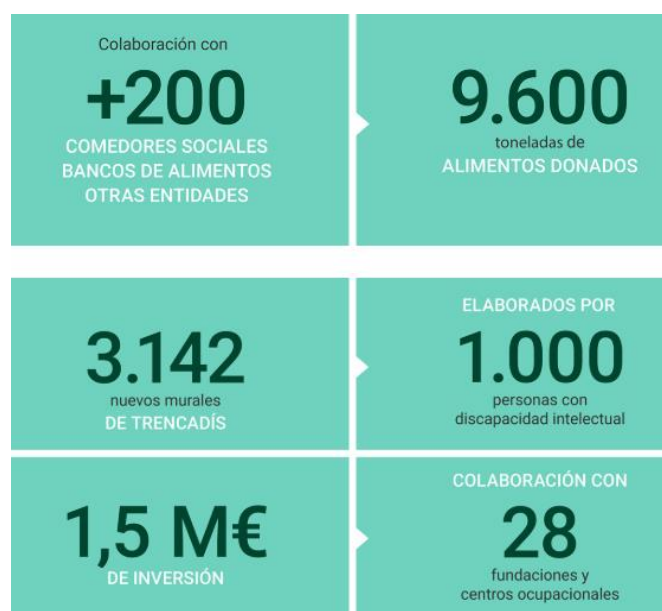 Colaboración con
+200
COMEDORES SOCIALES
BANCOS DE ALIMENTOS
OTRAS ENTIDADES
9.600
toneladas de
ALIMENTOS DONADOS
3.142
nuevos murales
DE TRENCADÍS
ELABORADOS POR
1.000
personas con
discapacidad intelectual
1,5 M€
DE INVERSIÓN
COLABORACIÓN CON
28
fundaciones y
centros ocupacionales